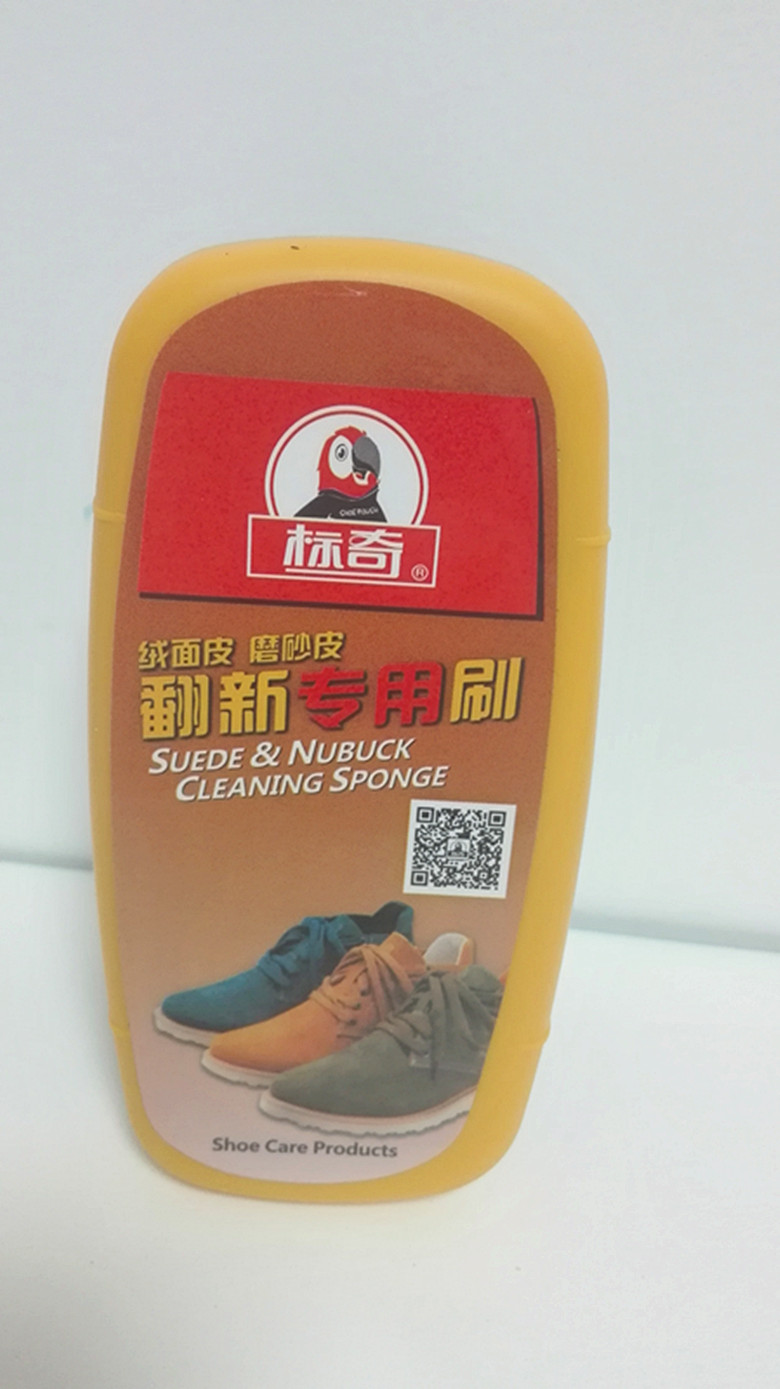 标奇®
绒面皮 磨砂皮
翻新专用刷
SUEDE & NUBUCK
CLEANING SPONGE
Shoe Care Products